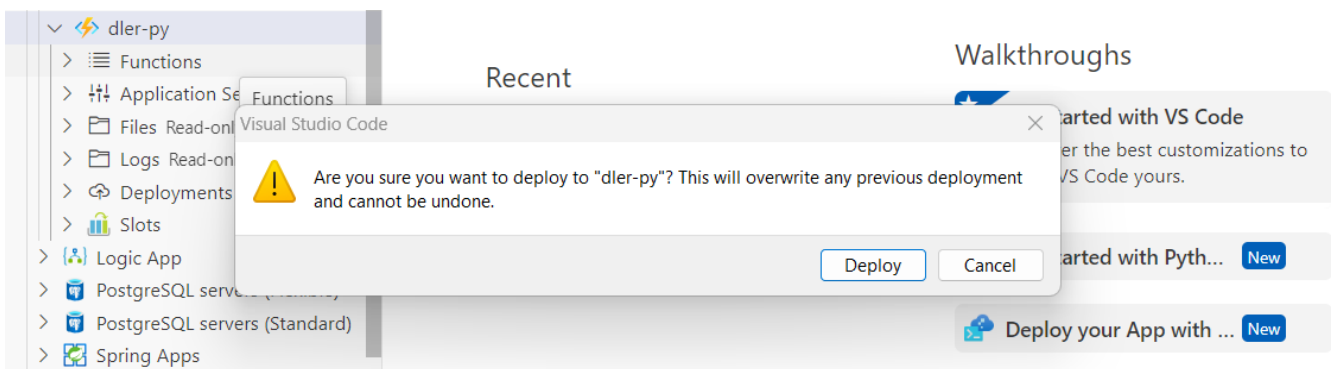 dler-py
Functions
Application Se
Functions
Files Read-onl
Logs Read-on
Deployments
Slots
Logic App
PostgreSQL servers
PostgreSQL servers (Standard)
Spring Apps
Recent
Visual Studio Code
Are you sure you want to deploy to "dler-py"? This will overwrite any previous deployment
and cannot be undone.
Deploy
Cancel
Walkthroughs
arted with VS Code
er the best customizations to
VS Code yours.
arted with Pyth... New
Deploy your App with ... New